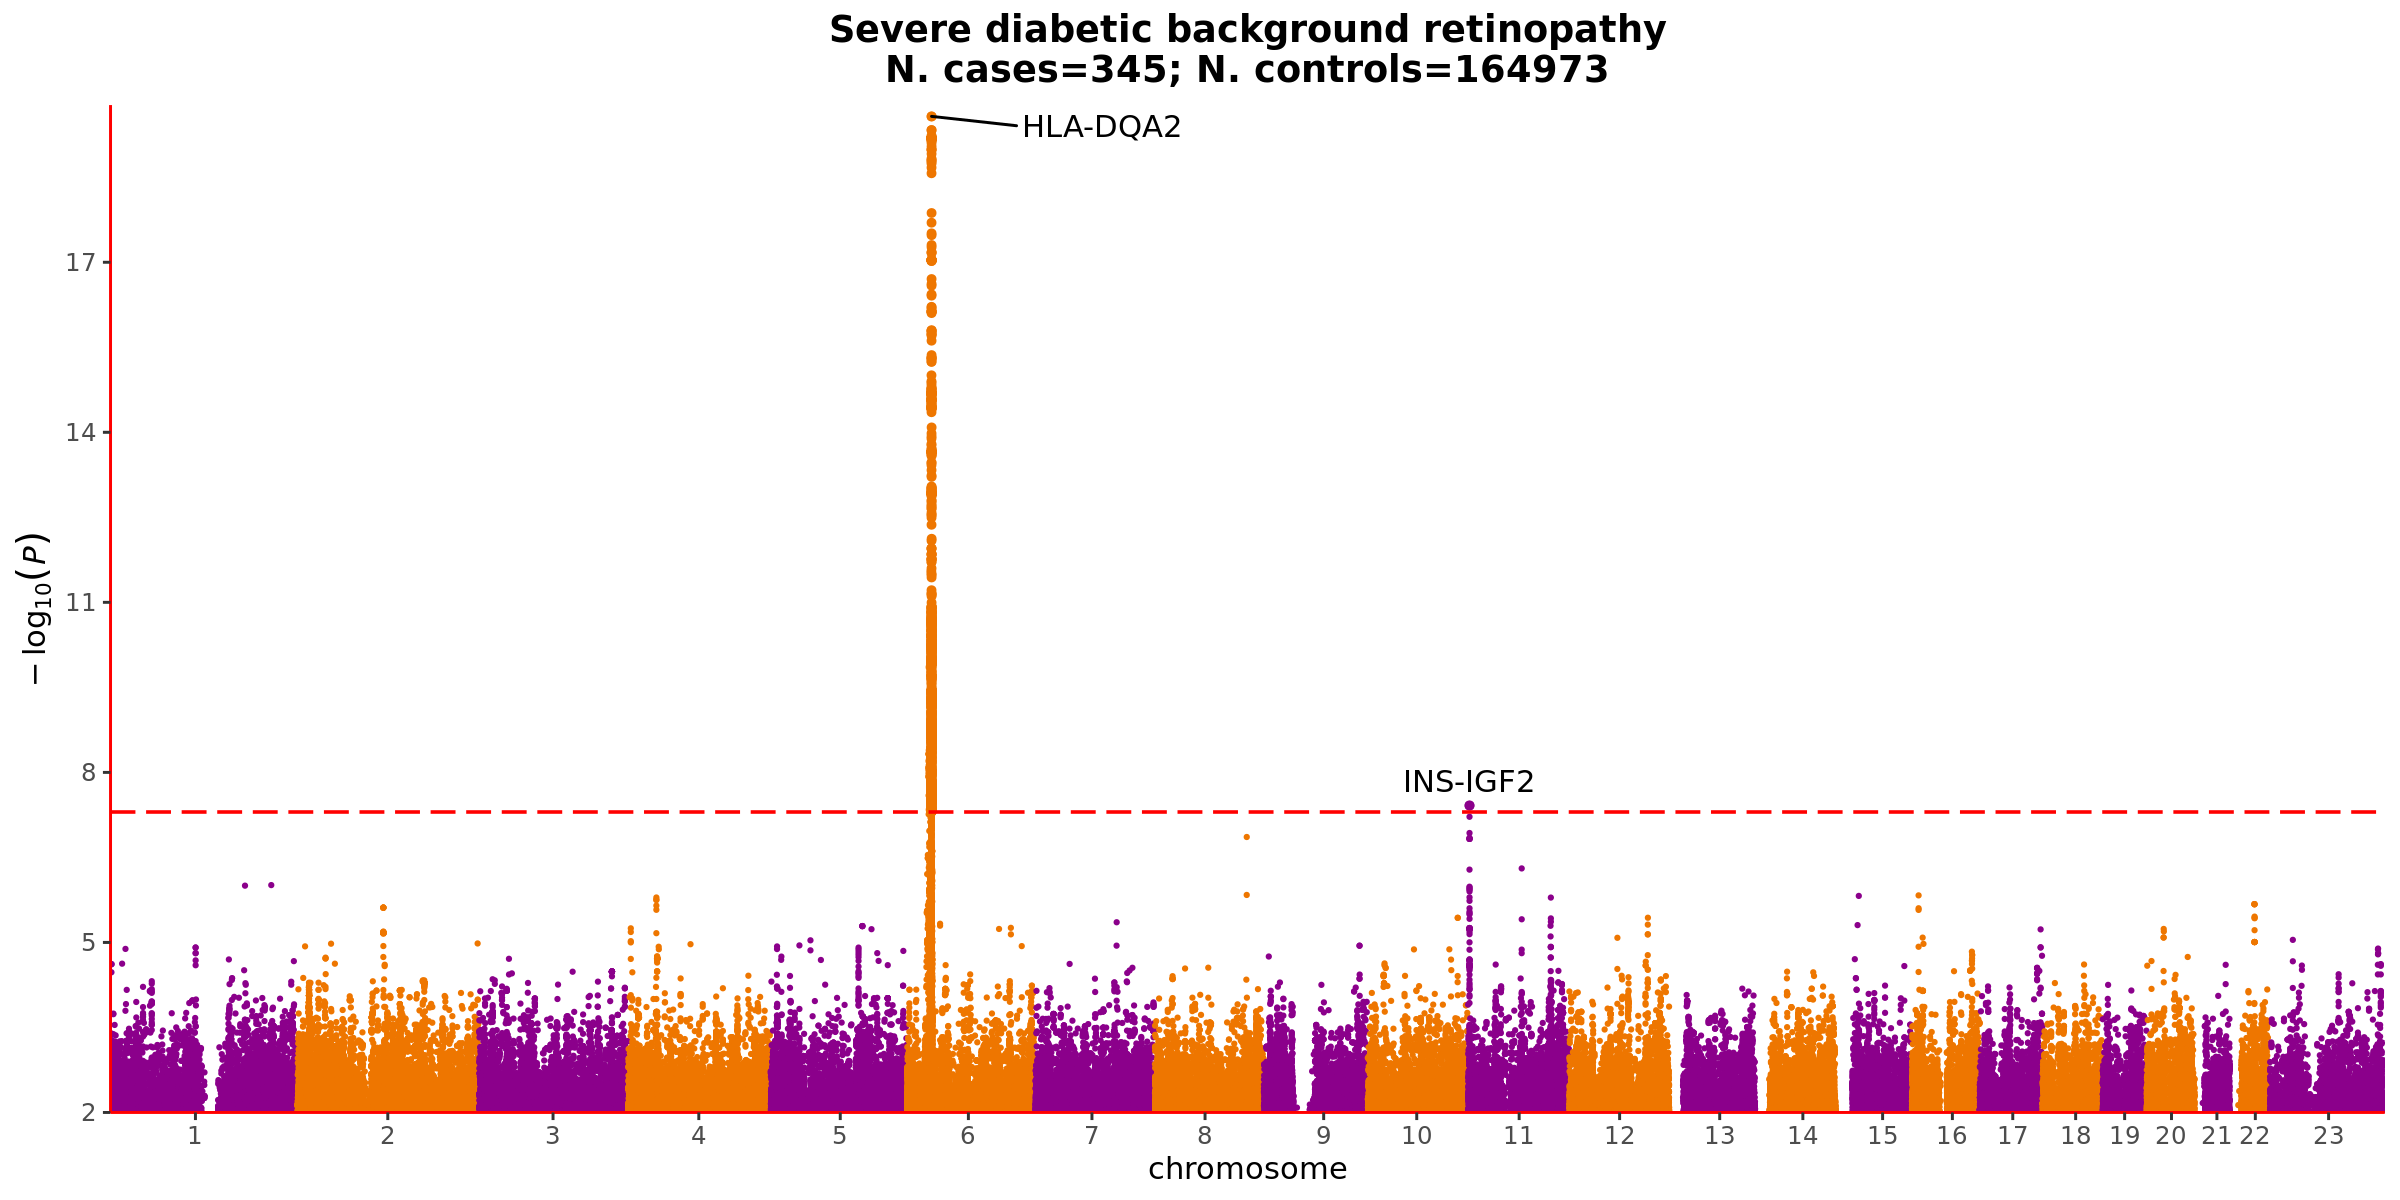 Severe diabetic background retinopathy
N. cases=345; N. controls=164973
HLA-DQA2
17
14
11
8
5
2
−log10(P)
INS-IGF2
1 2 3 4 5 6 7 8 9 10 11 12 13 14 15 16 17 18 19 20 21 22 23
chromosome